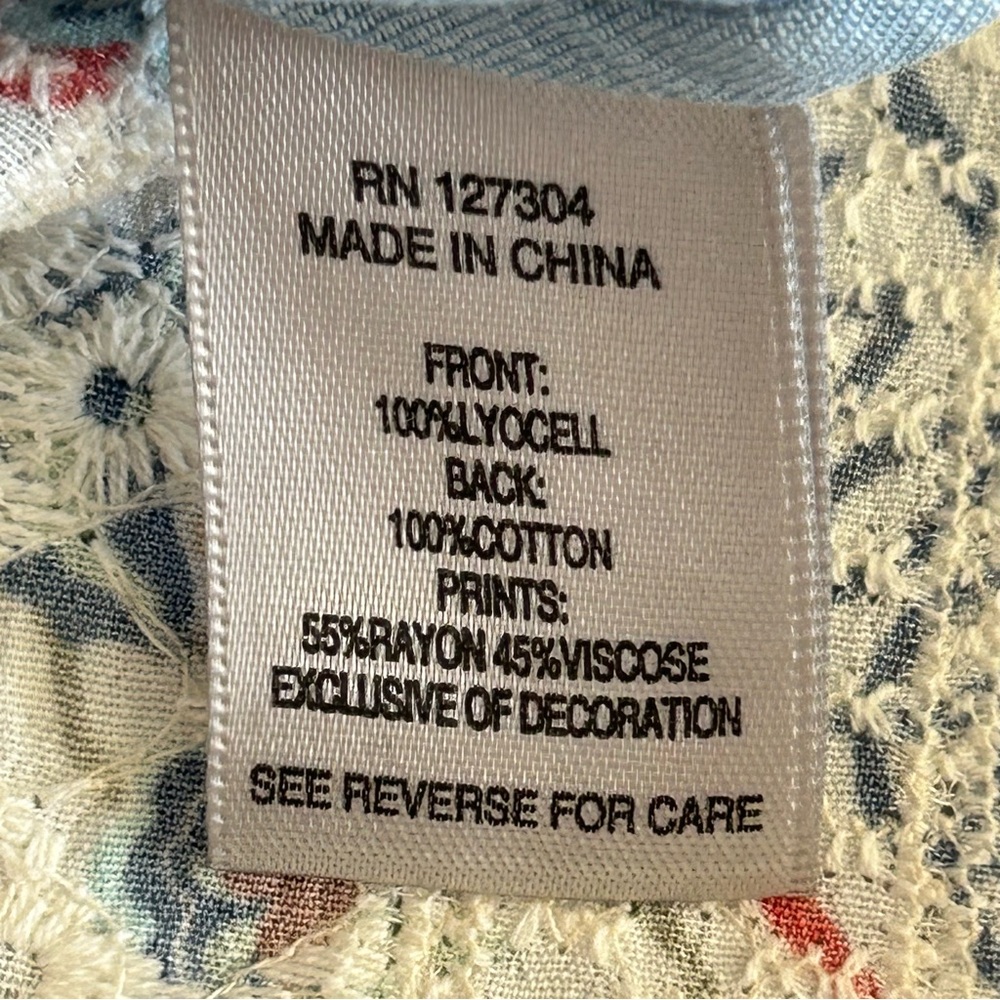 RN 127304
MADE IN CHINA
FRONT:
100%LYOCELL
BACK:
100%COTTON
PRINTS:
55%RAYON 45%VISCOSE
EXCLUSIVE OF DECORATION
SEE REVERSE FOR CARE